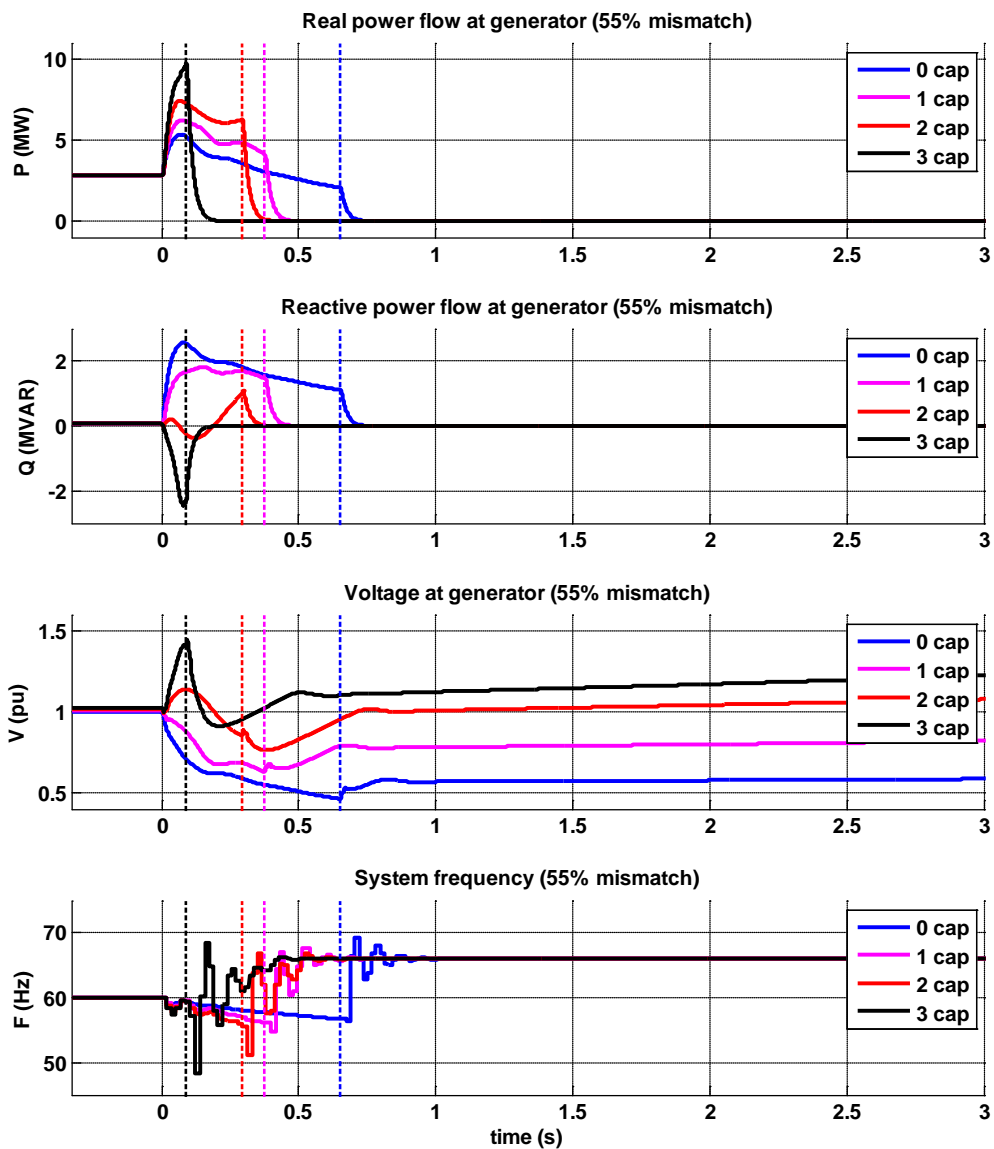 Real power flow at generator (55% mismatch)
10
5
0
P (MW)
0 cap
1 cap
2 cap
3 cap
0 0.5 1 1.5 2 2.5 3
Reactive power flow at generator (55% mismatch)
2
0
-2
Q (MVAR)
0 cap
1 cap
2 cap
3 cap
0 0.5 1 1.5 2 2.5 3
Voltage at generator (55% mismatch)
1.5
1
0.5
V (pu)
0 cap
1 cap
2 cap
3 cap
0 0.5 1 1.5 2 2.5 3
System frequency (55% mismatch)
70
60
50
F (Hz)
0 cap
1 cap
2 cap
3 cap
0 0.5 1 1.5 2 2.5 3
time (s)